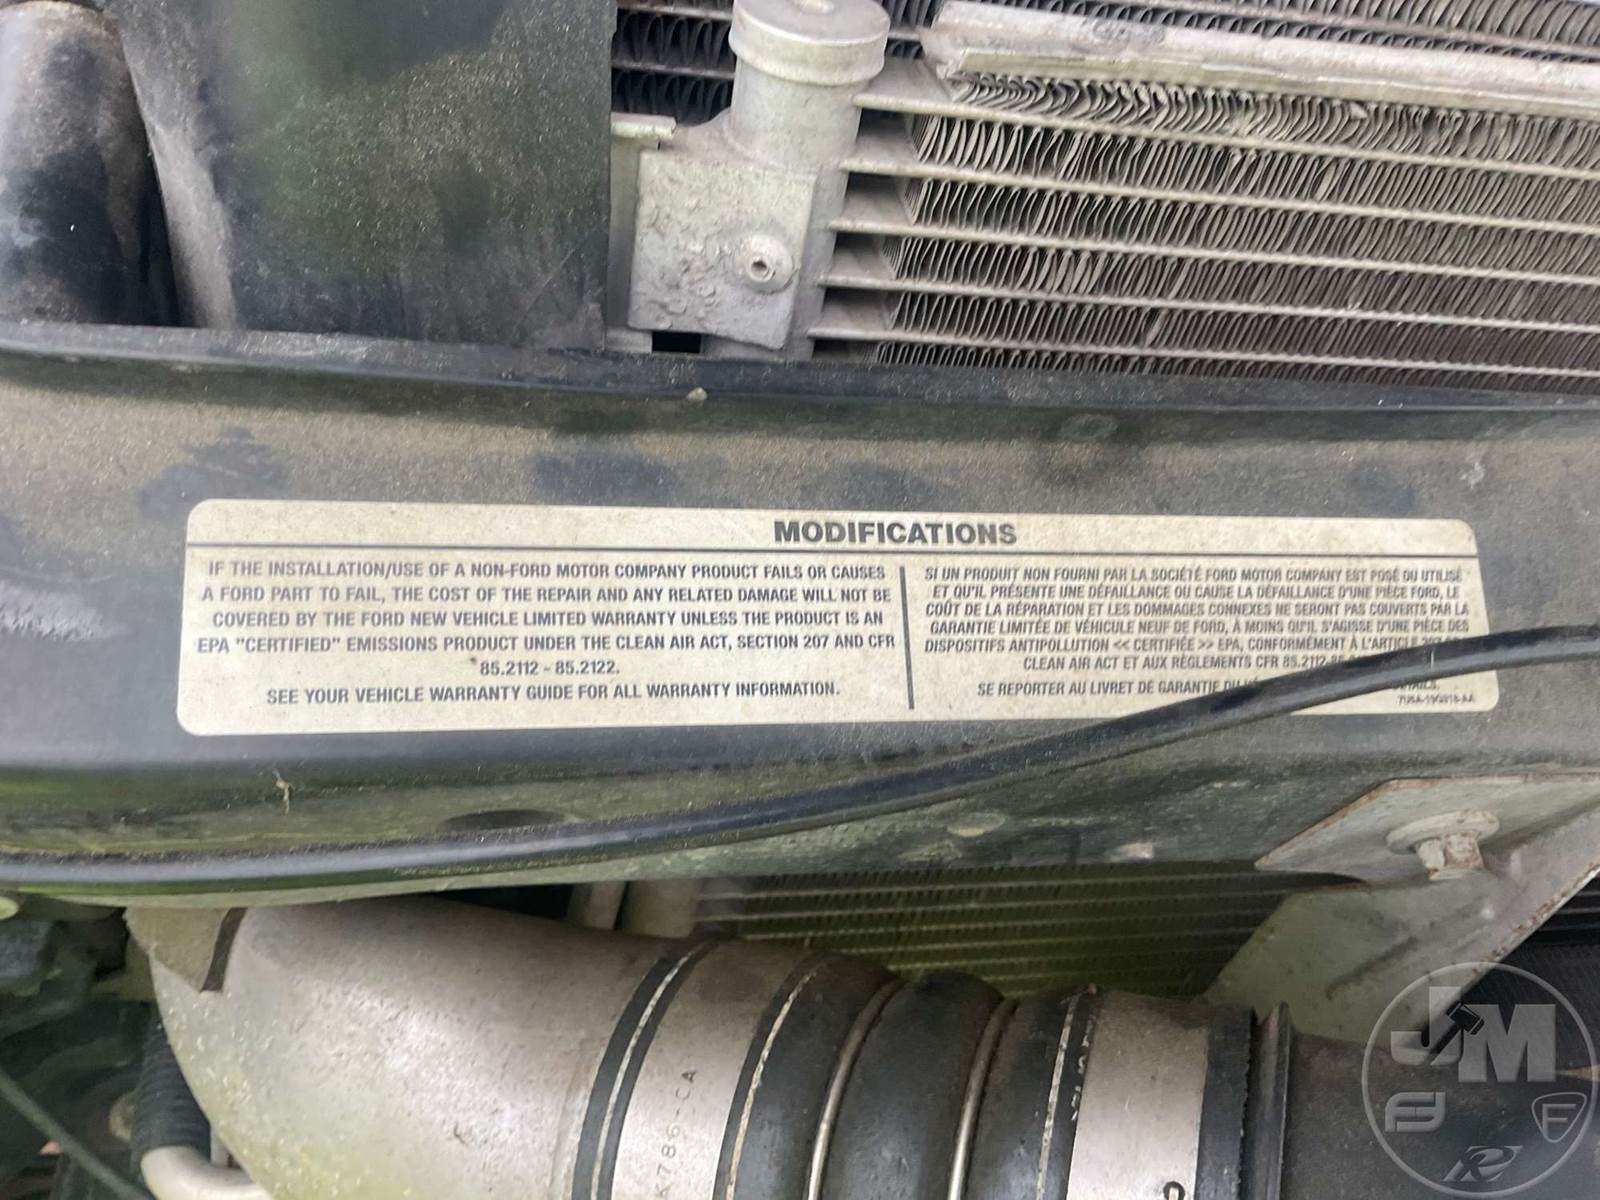 MODIFICATIONS
IF THE INSTALLATION/USE OF A NON-FORD MOTOR COMPANY PRODUCT FAILS OR CAUSES
A FORD PART TO FAIL, THE COST OF THE REPAIR AND ANY RELATED DAMAGE WILL NOT BE
COVERED BY THE FORD NEW VEHICLE LIMITED WARRANTY UNLESS THE PRODUCT IS AN
EPA "CERTIFIED" EMISSIONS PRODUCT UNDER THE CLEAN AIR ACT, SECTION 207 AND CFR
85.2112 - 85.2122.
SEE YOUR VEHICLE WARRANTY GUIDE FOR ALL WARRANTY INFORMATION.
SI UN PRODUIT NON FOURNI PAR LA SOCIÉTÉ FORD MOTOR COMPANY EST POSÉ OU UTILISÉ
ET QU'IL PRÉSENTE UNE DÉFAILLANCE OU CAUSE LA DÉFAILLANCE D'UNE PIÈCE FORD, LE
COÛT DE LA RÉPARATION ET LES DOMMAGES CONNEXES NE SERONT PAS COUVERTS PAR LA
GARANTIE LIMITÉE DE VÉHICULE NEUF DE FORD, À MOINS QU'IL S'AGISSE D'UNE PIÈCE DES
DISPOSITIFS ANTIPOLLUTION << CERTIFIÉE >> EPA, CONFORMÉMENT À L'ARTICLE 207
CLEAN AIR ACT ET AUX RÈGLEMENTS CFR 85.2112
SE REPORTER AU LIVRET DE GARANTIE DU
K786-CA
JM